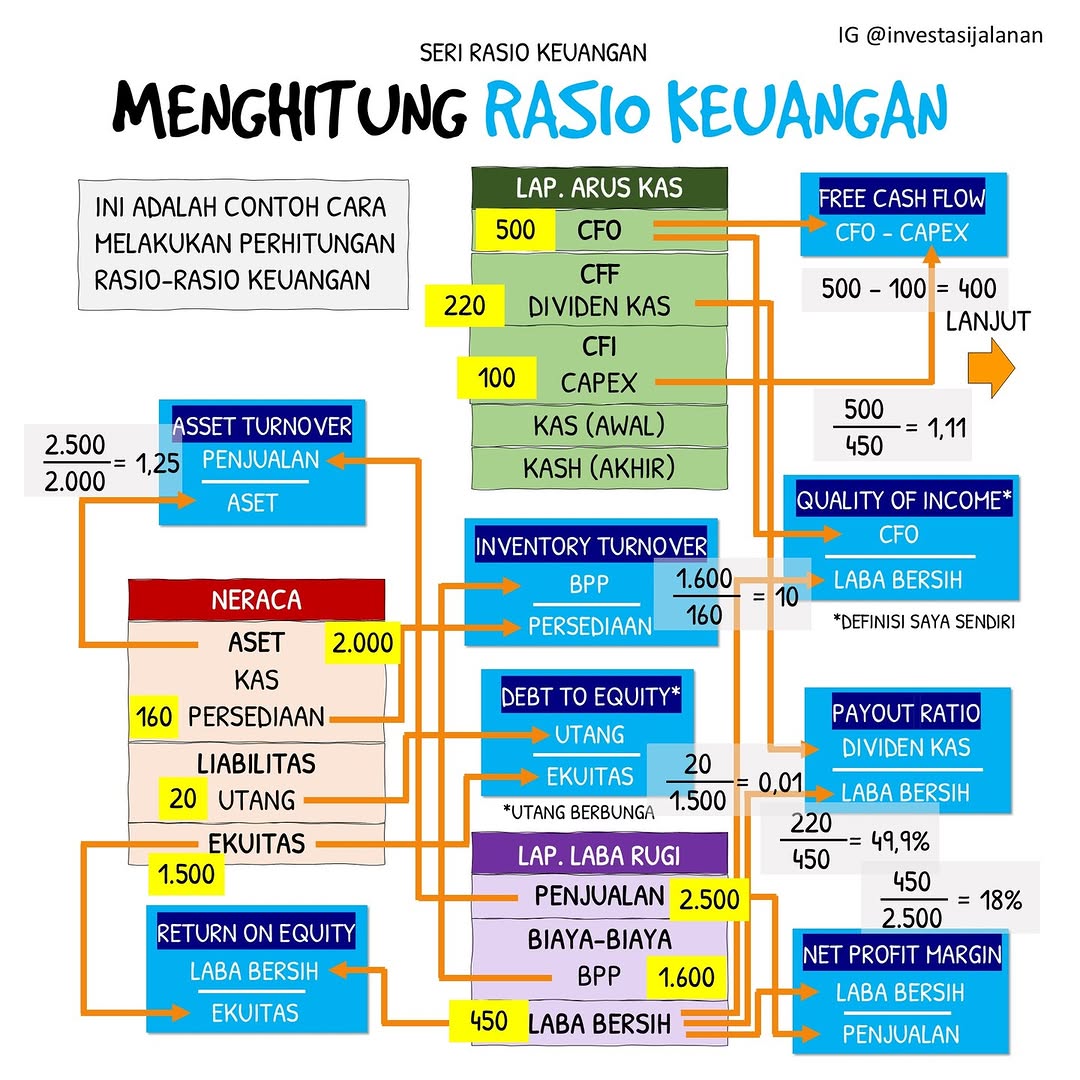 IG @investasijalanan
SERI RASIO KEUANGAN
MENGHITUNG RASIO KEUANGAN
INI ADALAH CONTOH CARA
MELAKUKAN PERHITUNGAN
RASIO-RASIO KEUANGAN
LAP. ARUS KAS
500 CFO
CFF
220 DIVIDEN KAS
CFI
100 CAPEX
KAS (AWAL)
KASH (AKHIR)
FREE CASH FLOW
CFO - CAPEX
500 - 100 = 400
LANJUT
500
450
= 1,11
QUALITY OF INCOME*
CFO
LABA BERSIH
*DEFINISI SAYA SENDIRI
2.500
2.000
= 1,25
ASSET TURNOVER
PENJUALAN
ASET
INVENTORY TURNOVER
BPP
PERSEDIAAN
1.600
160
= 10
NERACA
ASET 2.000
KAS
160 PERSEDIAAN
LIABILITAS
20 UTANG
EKUITAS
1.500
DEBT TO EQUITY*
UTANG
EKUITAS
*UTANG BERBUNGA
20
1.500
= 0,01
PAYOUT RATIO
DIVIDEN KAS
LABA BERSIH
220
450
= 49,9%
LAP. LABA RUGI
PENJUALAN 2.500
BIAYA-BIAYA
BPP 1.600
450 LABA BERSIH
RETURN ON EQUITY
LABA BERSIH
EKUITAS
450
2.500
= 18%
NET PROFIT MARGIN
LABA BERSIH
PENJUALAN